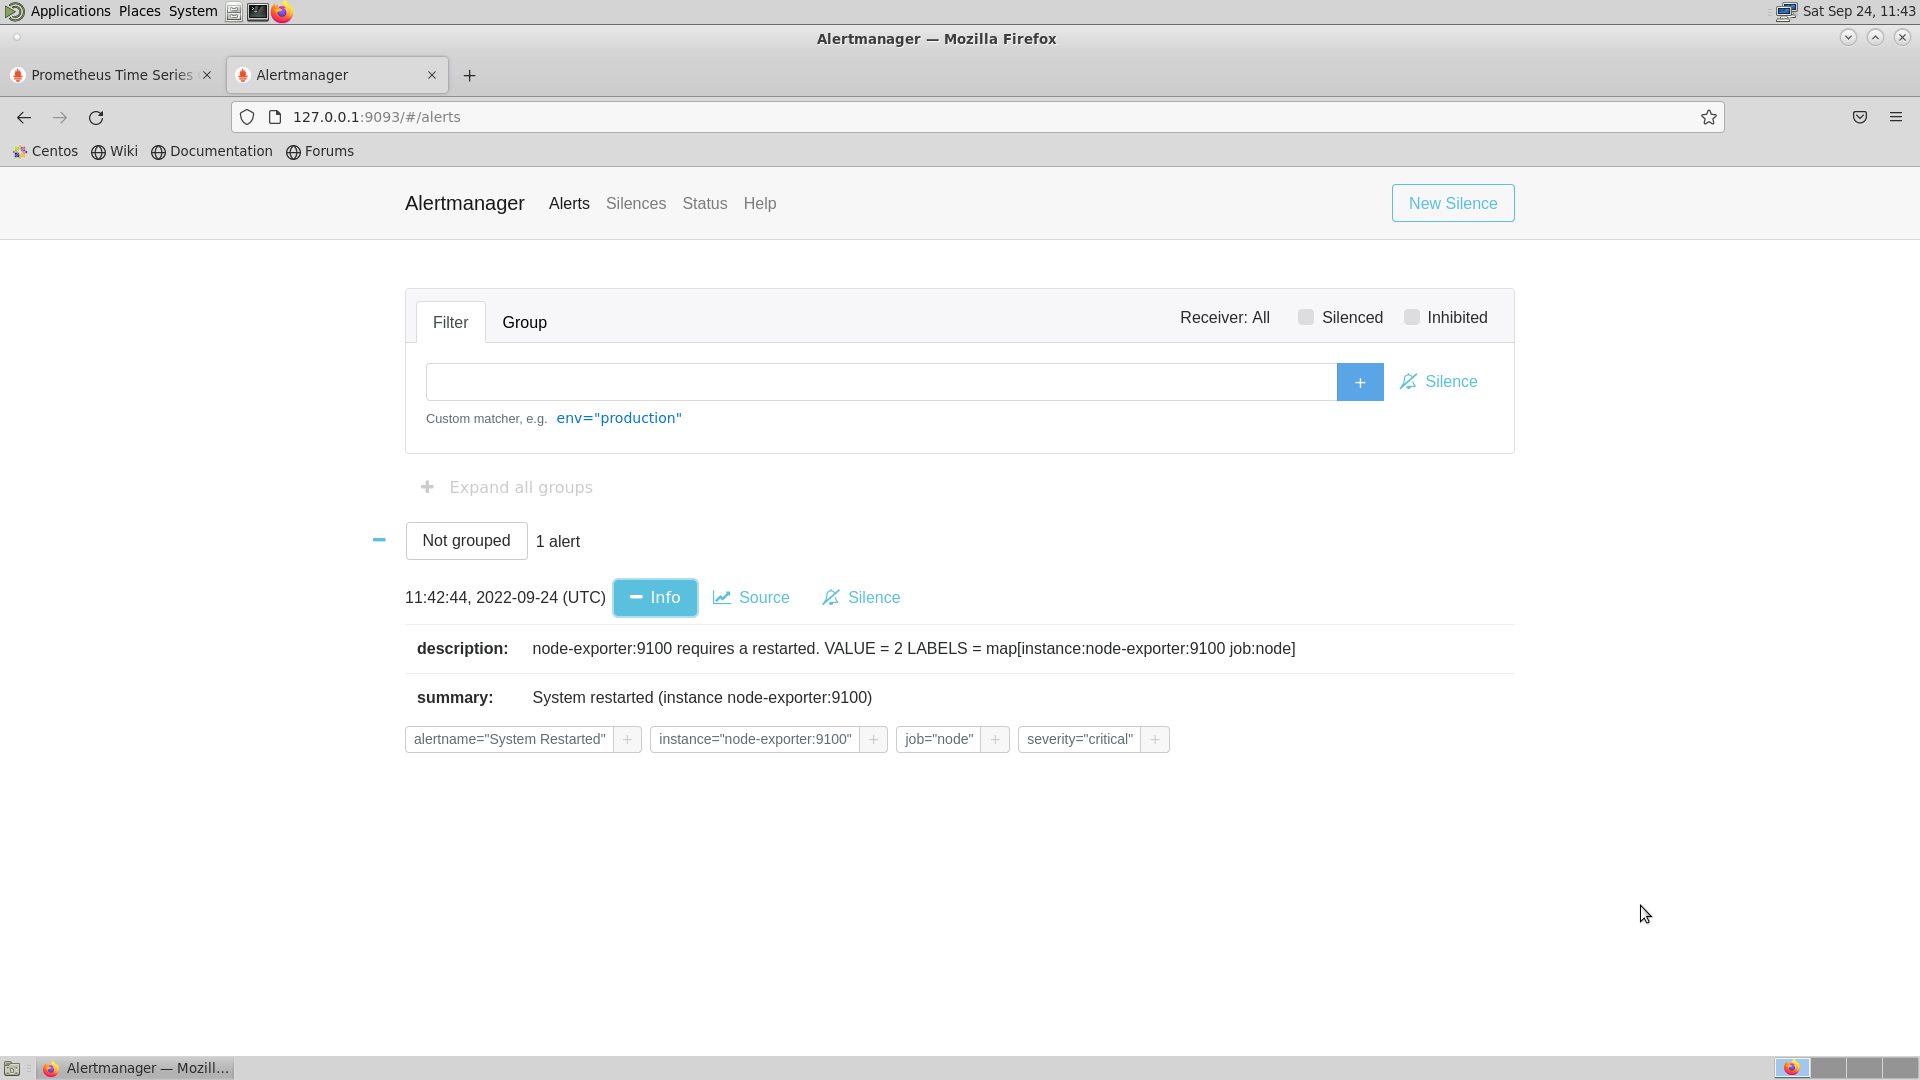 Applications Places System Sat Sep 24, 11:43
Alertmanager — Mozilla Firefox
Prometheus Time Series Alertmanager
127.0.0.1:9093/#/alerts
Centos Wiki Documentation Forums
Alertmanager Alerts Silences Status Help New Silence
Filter Group Receiver: All Silenced Inhibited
+ Silence
Custom matcher, e.g. env="production"
+ Expand all groups
Not grouped 1 alert
11:42:44, 2022-09-24 (UTC) Info Source Silence
description: node-exporter:9100 requires a restarted. VALUE = 2 LABELS = map[instance:node-exporter:9100 job:node]
summary: System restarted (instance node-exporter:9100)
alertname="System Restarted" + instance="node-exporter:9100" + job="node" + severity="critical" +
Alertmanager — Mozill...